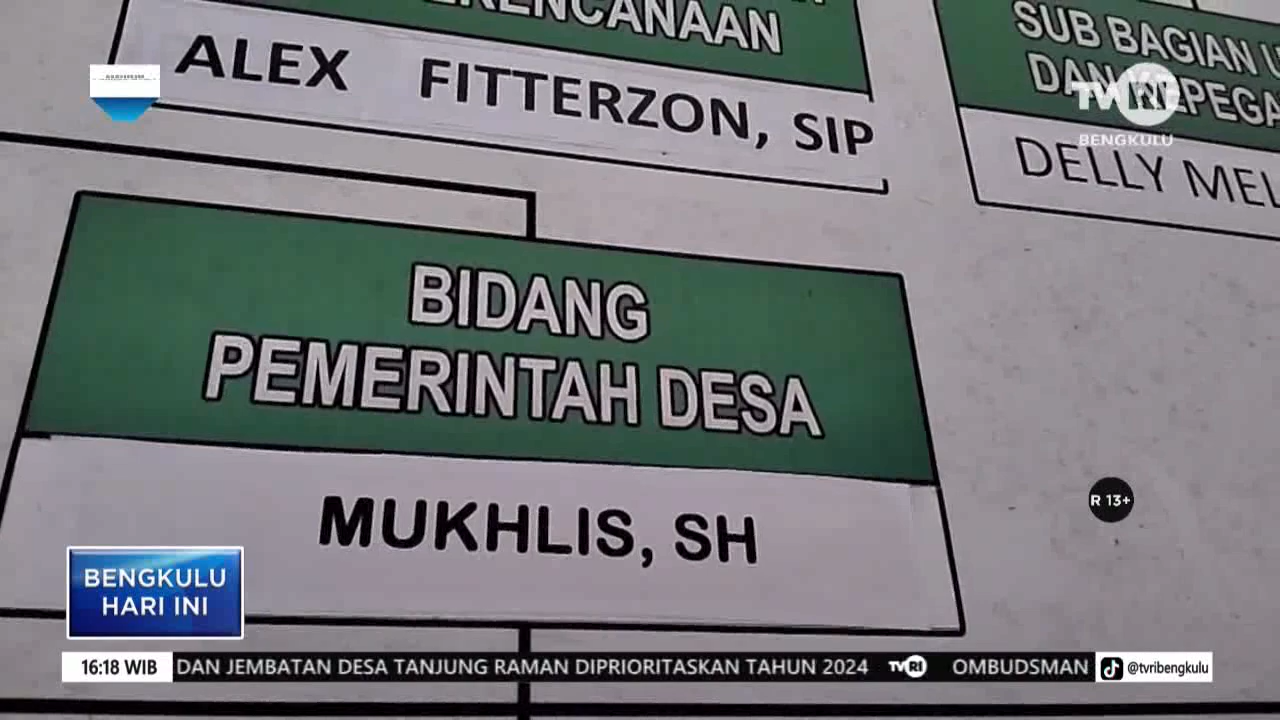 PERENCANAAN
ALEX FITTERZON, SIP
SUB BAGIAN
DAN KEPEGA
DELLY MEL
TVRI
BENGKULU
BIDANG
PEMERINTAH DESA
MUKHLIS, SH
R 13+
BENGKULU
HARI INI
16:18 WIB
DAN JEMBATAN DESA TANJUNG RAMAN DIPRIORITASKAN TAHUN 2024
TVRI
OMBUDSMAN
@tvribengkulu